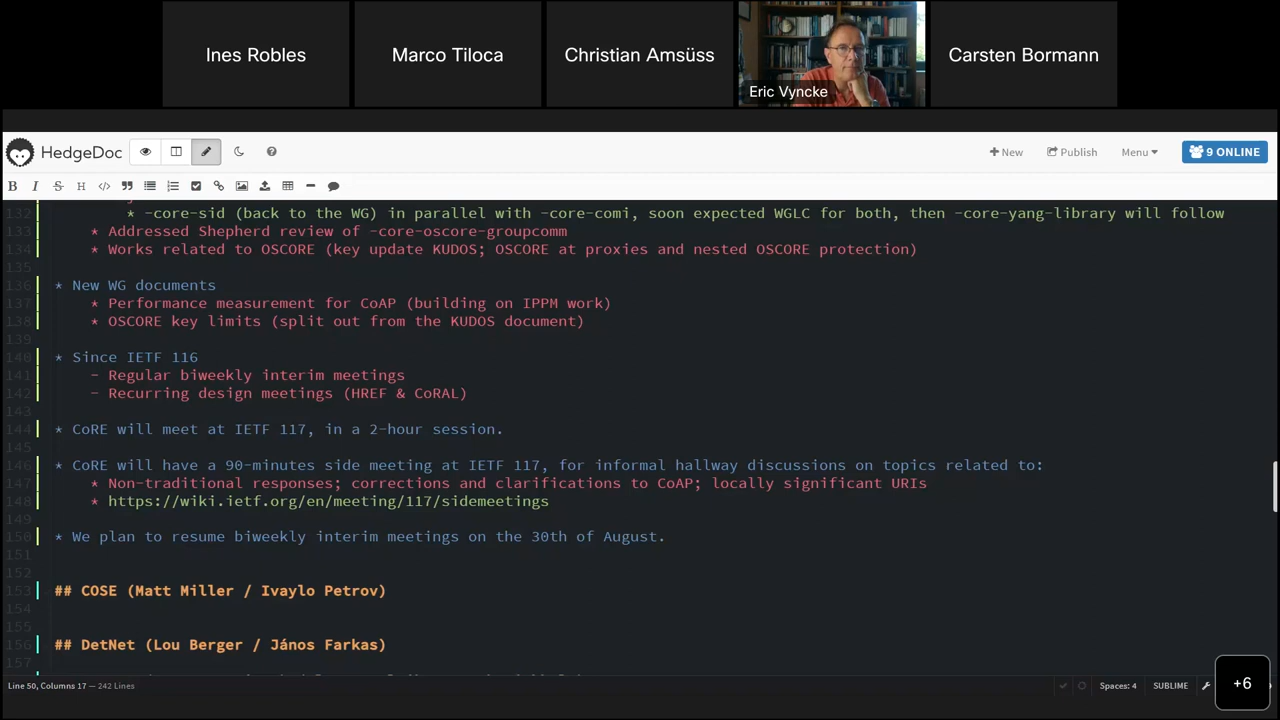 Ines Robles
Marco Tiloca
Christian Amsüss
Eric Vyncke
Carsten Bormann
HedgeDoc
New
Publish
Menu
9 ONLINE
132 * -core-sid (back to the WG) in parallel with -core-comi, soon expected WGLC for both, then -core-yang-library will follow
133 * Addressed Shepherd review of -core-oscore-groupcomm
134 * Works related to OSCORE (key update KUDOS; OSCORE at proxies and nested OSCORE protection)
135
136 * New WG documents
137 * Performance measurement for CoAP (building on IPPM work)
138 * OSCORE key limits (split out from the KUDOS document)
139
140 * Since IETF 116
141 - Regular biweekly interim meetings
142 - Recurring design meetings (HREF & CoRAL)
143
144 * CoRE will meet at IETF 117, in a 2-hour session.
145
146 * CoRE will have a 90-minutes side meeting at IETF 117, for informal hallway discussions on topics related to:
147 * Non-traditional responses; corrections and clarifications to CoAP; locally significant URIs
148 * https://wiki.ietf.org/en/meeting/117/sidemeetings
149
150 * We plan to resume biweekly interim meetings on the 30th of August.
151
152
153 ## COSE (Matt Miller / Ivaylo Petrov)
154
155
156 ## DetNet (Lou Berger / János Farkas)
157
Line 50, Columns 17 — 242 Lines
Spaces: 4
SUBLIME
+6